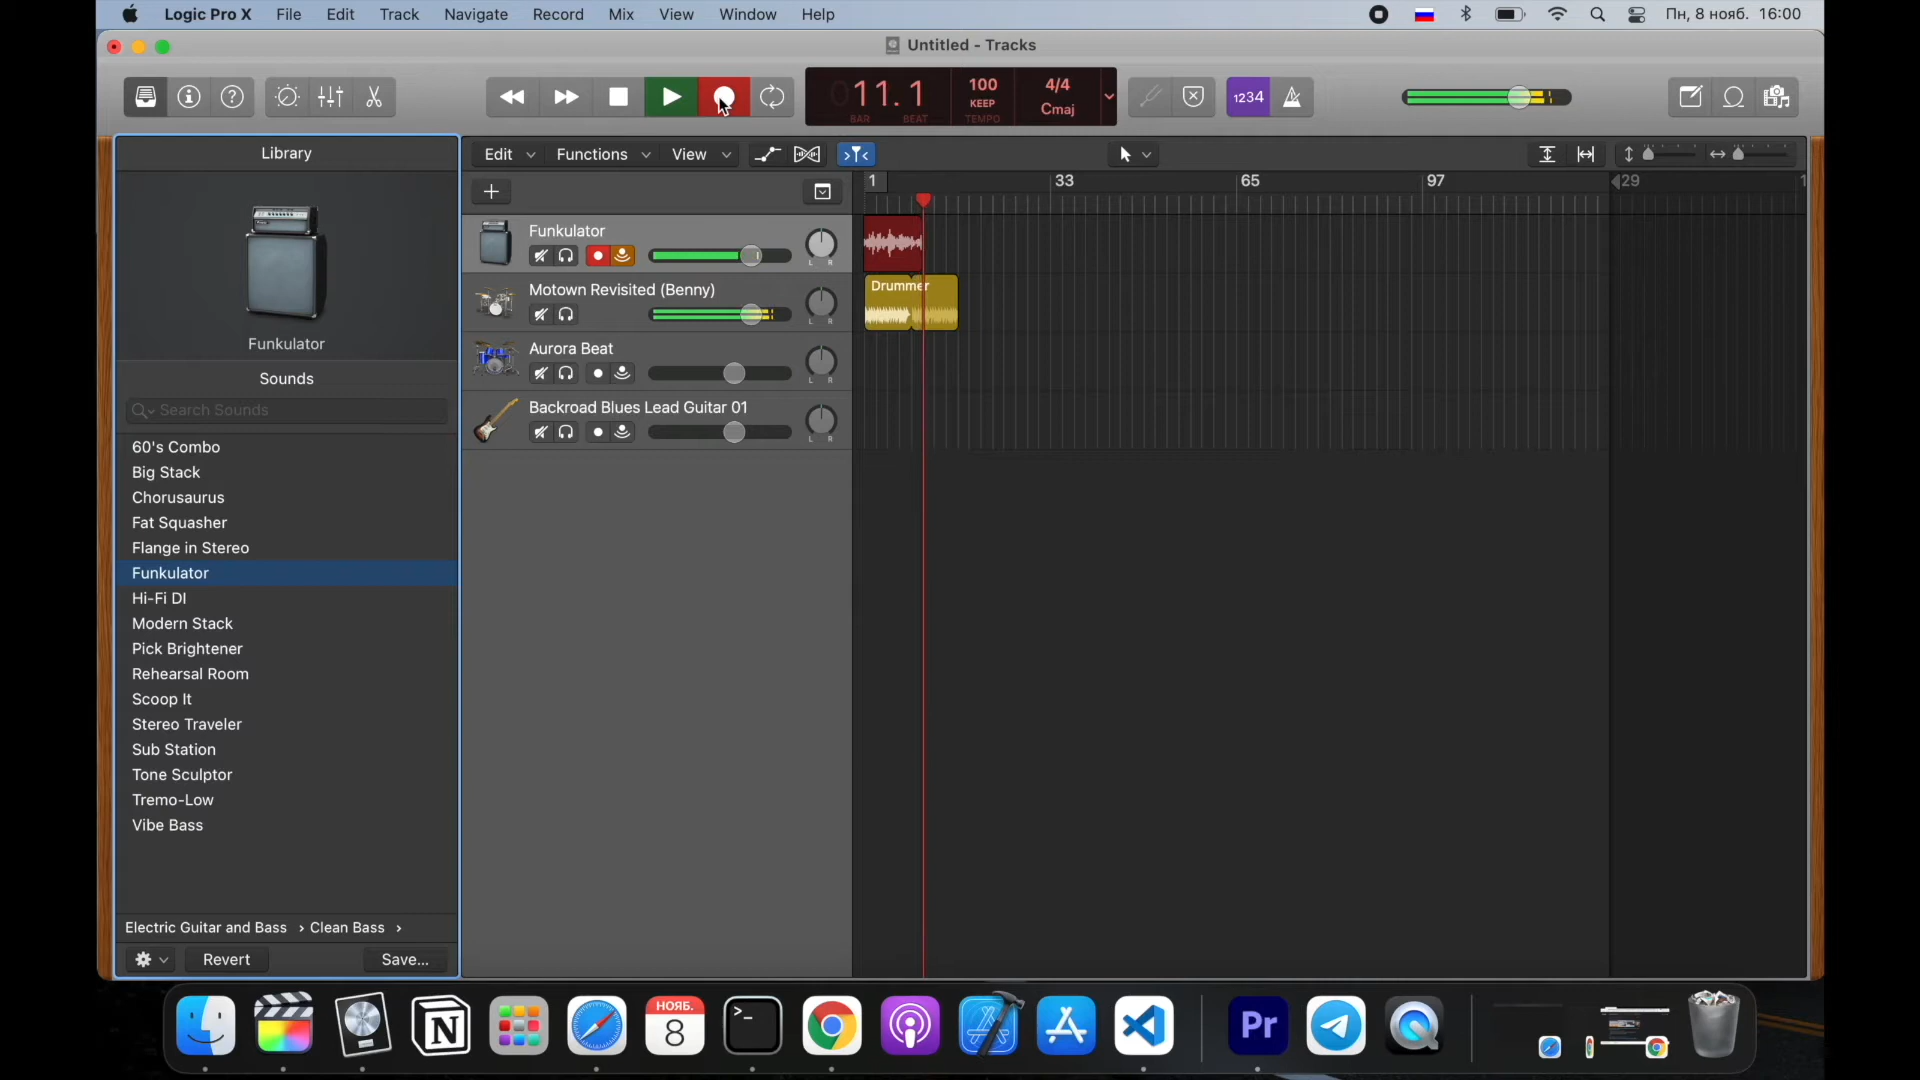 Logic Pro X File Edit Track Navigate Record Mix View Window Help Пн, 8 нояб. 16:00
Untitled - Tracks
011.1 BAR BEAT 100 KEEP TEMPO 4/4 Cmaj 1234
Library
Funkulator
Sounds
Search Sounds
60's Combo
Big Stack
Chorusaurus
Fat Squasher
Flange in Stereo
Funkulator
Hi-Fi DI
Modern Stack
Pick Brightener
Rehearsal Room
Scoop It
Stereo Traveler
Sub Station
Tone Sculptor
Tremo-Low
Vibe Bass
Electric Guitar and Bass › Clean Bass ›
Revert Save...
Edit Functions View
1 33 65 97 29 1
Funkulator
L R
Motown Revisited (Benny)
L R
Aurora Beat
L R
Backroad Blues Lead Guitar 01
L R
Drummer
НОЯБ.
8
N
>_
Pr